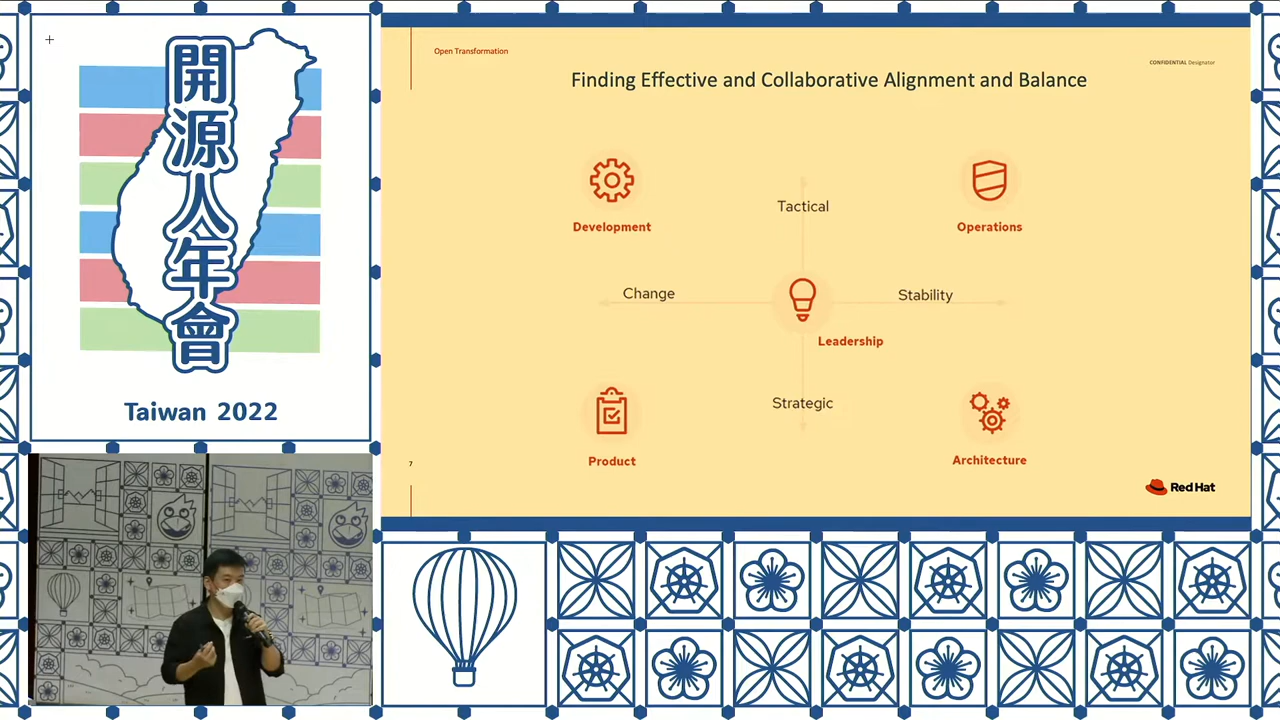 開源人年會
Taiwan 2022
Open Transformation
CONFIDENTIAL Designator
Finding Effective and Collaborative Alignment and Balance
Development
Tactical
Operations
Change
Stability
Leadership
Strategic
Product
Architecture
7
Red Hat